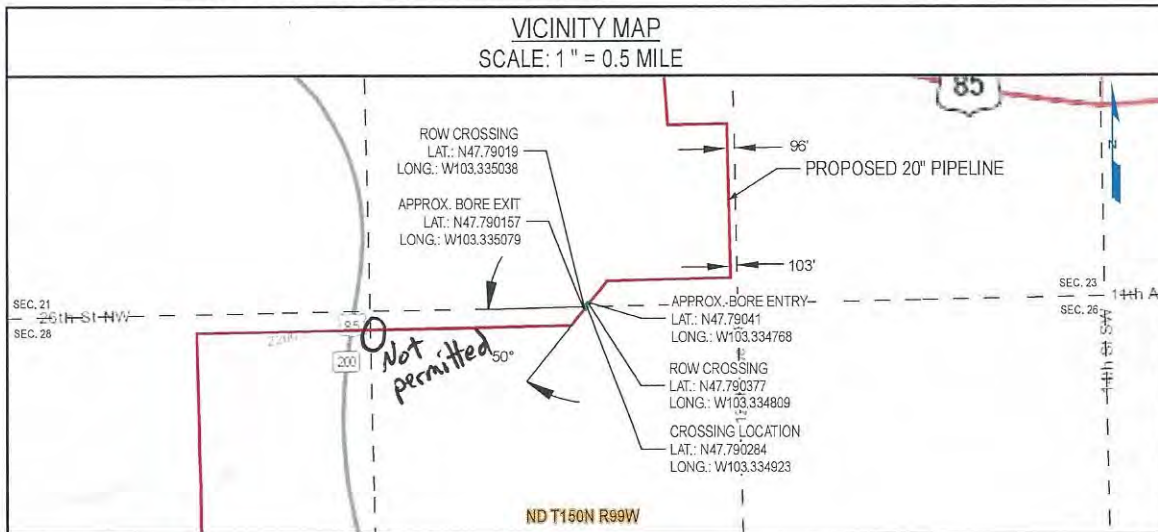 VICINITY MAP
SCALE: 1 " = 0.5 MILE
85
ROW CROSSING
LAT.: N47.79019
LONG.: W103.335038
96'
PROPOSED 20" PIPELINE
N
APPROX. BORE EXIT
LAT.: N47.790157
LONG.: W103.335079
103'
SEC. 21
SEC. 23
26th St NW
11th A
SEC. 28
SEC. 26
APPROX. BORE ENTRY
LAT.: N47.79041
LONG.: W103.334768
85
200
Not
permitted
50°
ROW CROSSING
LAT.: N47.790377
LONG.: W103.334809
CROSSING LOCATION
LAT.: N47.790284
LONG.: W103.334923
ND T150N R99W